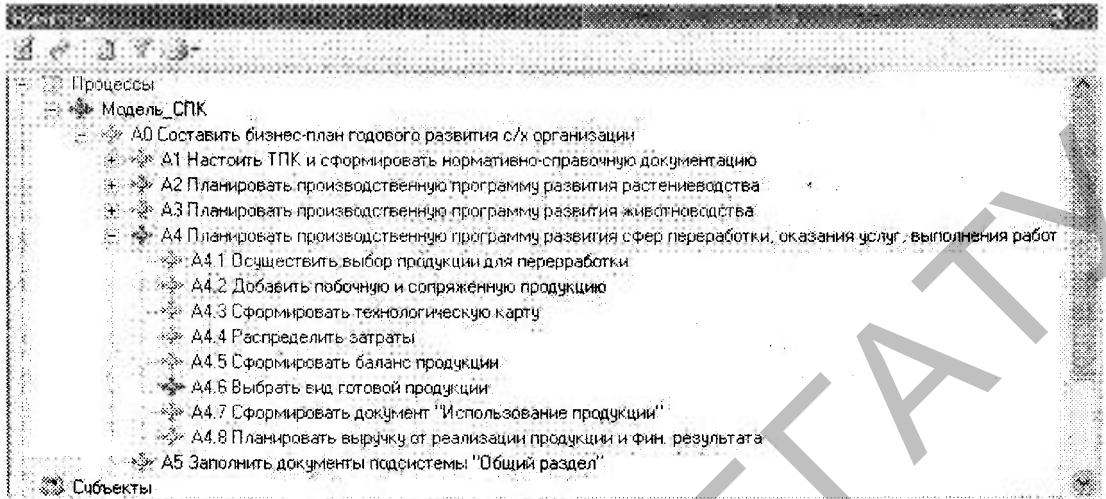 Процессы
Модель_СПК
А0 Составить бизнес-план годового развития с/х организации
А1 Настоить ТПК и сформировать нормативно-справочную документацию
А2 Планировать производственную программу развития растениеводства
А3 Планировать производственную программу развития животноводства
А4 Планировать производственную программу развития сфер переработки, оказания услуг, выполнения работ
А4.1 Осуществить выбор продукции для перерработки
А4.2 Добавить побочную и сопряжённую продукцию
А4.3 Сформировать технологическую карту
А4.4 Распределить затраты
А4.5 Сформировать баланс продукции
А4.6 Выбрать вид готовой продукции
А4.7 Сформировать документ "Использование продукции"
А4.8 Планировать выручку от реализации продукции и фин. результата
А5 Заполнить документы подсистемы "Общий раздел"
Субъекты